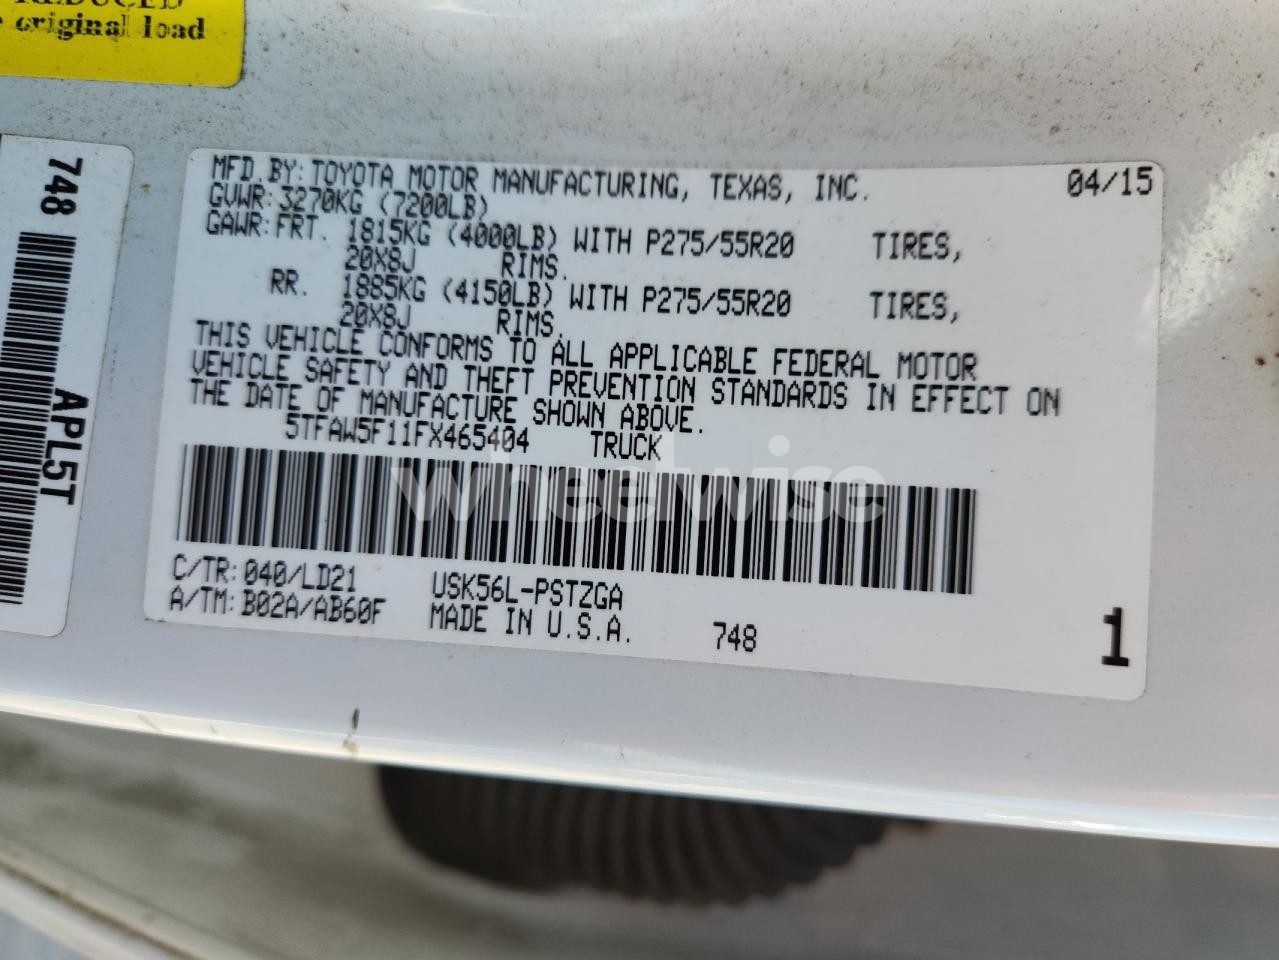 REDUCED
original load
748
APL5T
MFD.BY: TOYOTA MOTOR MANUFACTURING, TEXAS, INC. 04/15
GVWR: 3270KG (7200LB)
GAWR: FRT. 1815KG (4000LB) WITH P275/55R20 TIRES,
20X8J RIMS.
RR. 1885KG (4150LB) WITH P275/55R20 TIRES,
20X8J RIMS.
THIS VEHICLE CONFORMS TO ALL APPLICABLE FEDERAL MOTOR
VEHICLE SAFETY AND THEFT PREVENTION STANDARDS IN EFFECT ON
THE DATE OF MANUFACTURE SHOWN ABOVE.
5TFAW5F11FX465404 TRUCK
wheelwise
C/TR: 040/LD21 USK56L-PSTZGA
A/TM: B02A/AB60F MADE IN U.S.A. 748 1